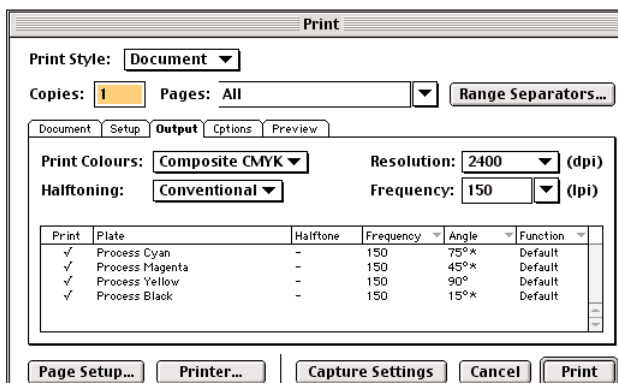 Print
Print Style: Document
Copies: 1 Pages: All Range Separators...
Document Setup Output Cptions Preview
Print Colours: Composite CMYK Resolution: 2400 (dpi)
Halftoning: Conventional Frequency: 150 (lpi)
Print Plate Halftone Frequency Angle Function
√ Process Cyan – 150 75°* Default
√ Process Magenta – 150 45°* Default
√ Process Yellow – 150 90° Default
√ Process Black – 150 15°* Default
Page Setup... Printer... Capture Settings Cancel Print